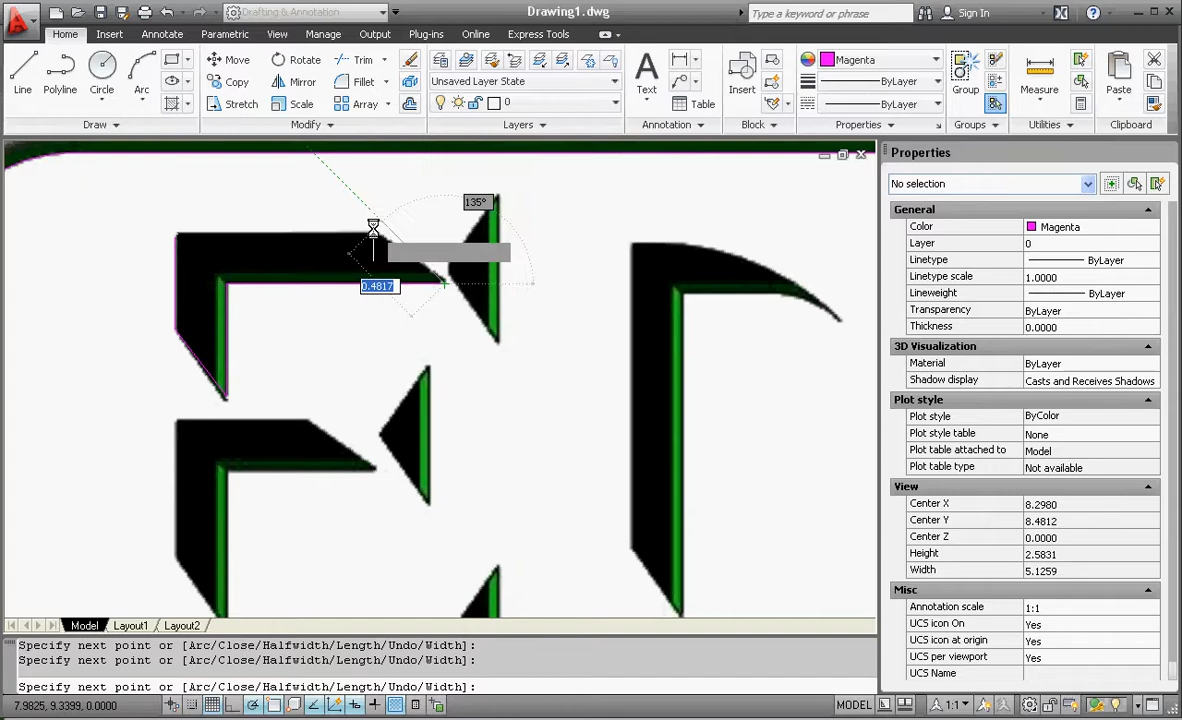 Drafting & Annotation
Drawing1.dwg
Type a keyword or phrase
Sign In
Home Insert Annotate Parametric View Manage Output Plug-ins Online Express Tools
Line Polyline Circle Arc
Move Rotate Trim
Copy Mirror Fillet
Stretch Scale Array
Unsaved Layer State
0
Text
Table
Insert
Magenta
ByLayer
ByLayer
Group
Measure
Paste
Draw Modify Layers Annotation Block Properties Groups Utilities Clipboard
135°
0.4817
Properties
No selection
General
Color Magenta
Layer 0
Linetype ByLayer
Linetype scale 1.0000
Lineweight ByLayer
Transparency ByLayer
Thickness 0.0000
3D Visualization
Material ByLayer
Shadow display Casts and Receives Shadows
Plot style
Plot style ByColor
Plot style table None
Plot table attached to Model
Plot table type Not available
View
Center X 8.2980
Center Y 8.4812
Center Z 0.0000
Height 2.5831
Width 5.1259
Misc
Annotation scale 1:1
UCS icon On Yes
UCS icon at origin Yes
UCS per viewport Yes
UCS Name
Model Layout1 Layout2
Specify next point or [Arc/Close/Halfwidth/Length/Undo/Width]:
Specify next point or [Arc/Close/Halfwidth/Length/Undo/Width]:
Specify next point or [Arc/Close/Halfwidth/Length/Undo/Width]:
7.9825, 9.3399, 0.0000
MODEL
1:1